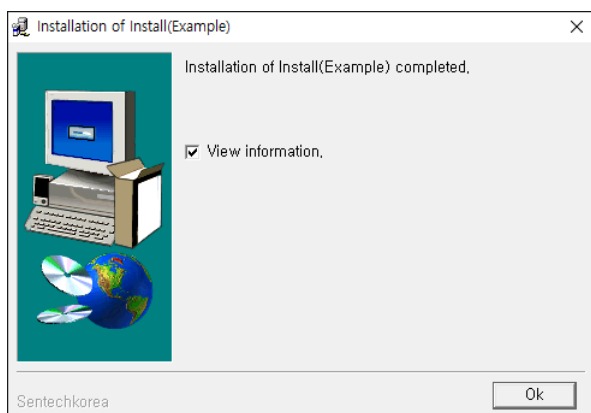 Installation of Install(Example)
Installation of Install(Example) completed.
View information.
Sentechkorea
Ok